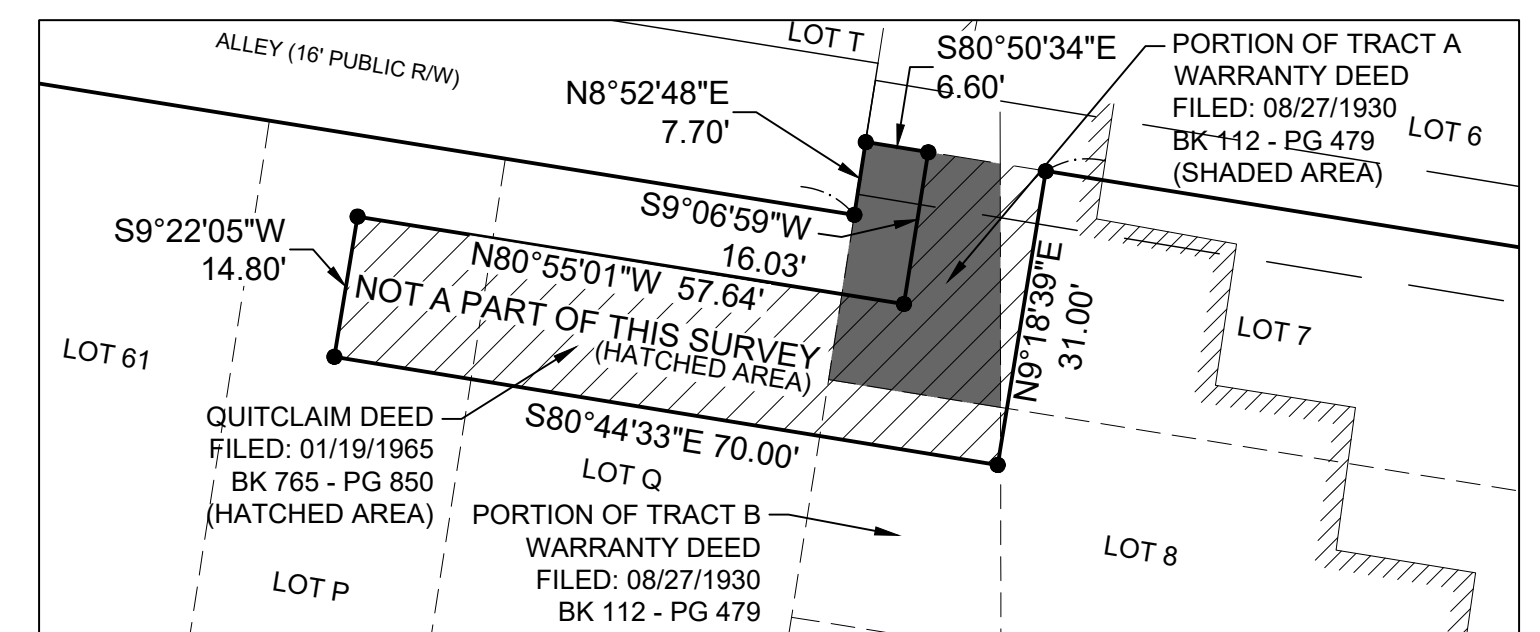 ALLEY (16' PUBLIC R/W)
LOT T
S80°50'34"E
6.60'
PORTION OF TRACT A
WARRANTY DEED
FILED: 08/27/1930
BK 112 - PG 479
(SHADED AREA)
LOT 6
N8°52'48"E
7.70'
S9°22'05"W
14.80'
S9°06'59"W
16.03'
N80°55'01"W 57.64'
NOT A PART OF THIS SURVEY
(HATCHED AREA)
N9°18'39"E
31.00'
LOT 7
LOT 61
QUITCLAIM DEED
FILED: 01/19/1965
BK 765 - PG 850
(HATCHED AREA)
S80°44'33"E 70.00'
LOT Q
PORTION OF TRACT B
WARRANTY DEED
FILED: 08/27/1930
BK 112 - PG 479
LOT 8
LOT P